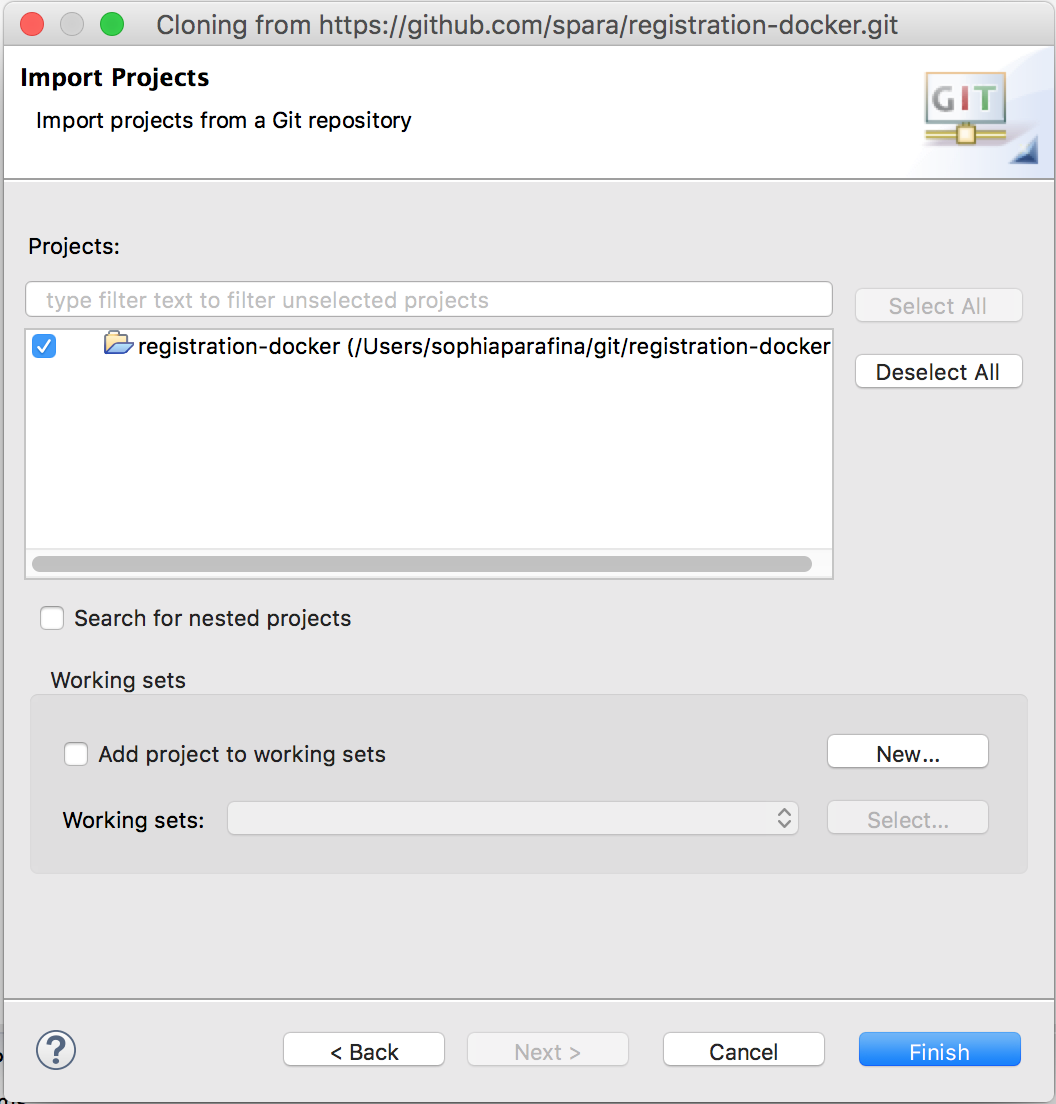 Cloning from https://github.com/spara/registration-docker.git
Import Projects
Import projects from a Git repository
GIT
Projects:
type filter text to filter unselected projects
Select All
registration-docker (/Users/sophiaparafina/git/registration-docker
Deselect All
Search for nested projects
Working sets
Add project to working sets
New...
Working sets:
Select...
?
< Back
Next >
Cancel
Finish